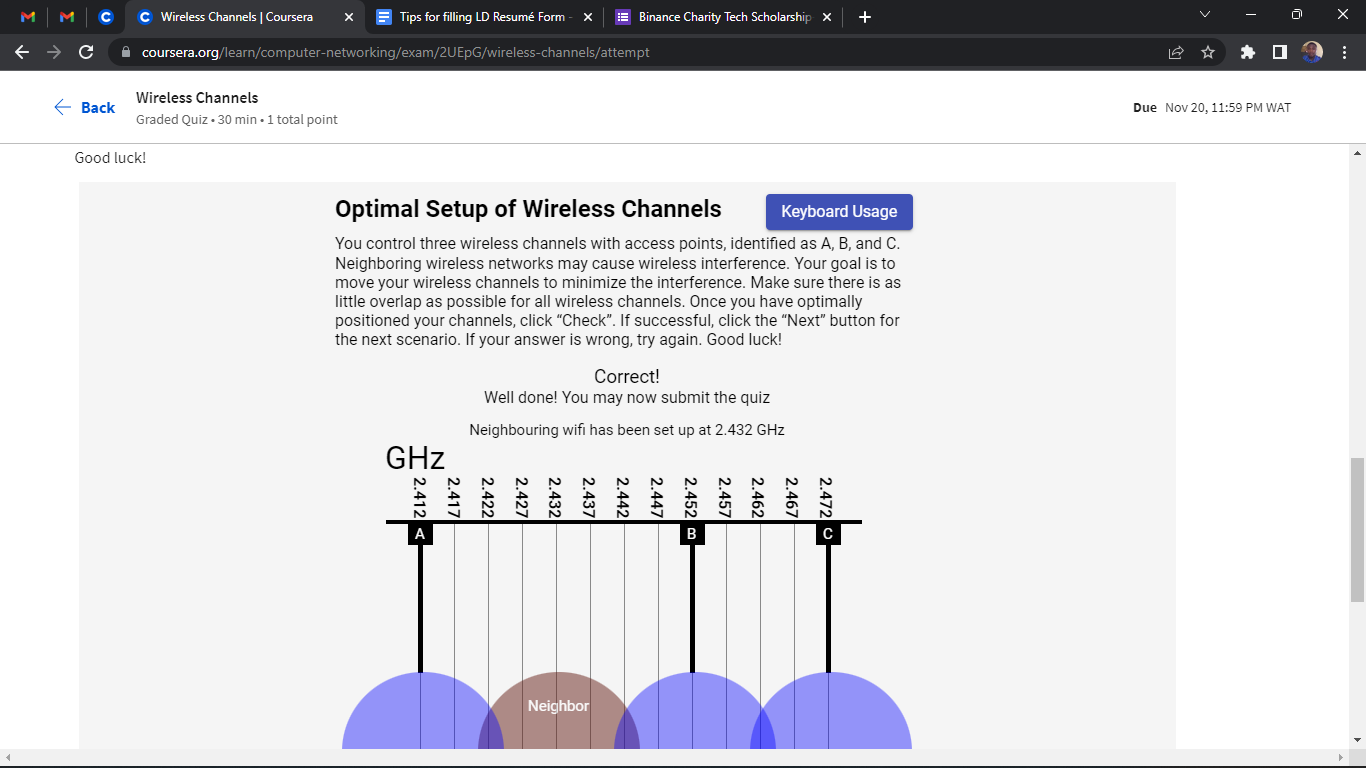 Wireless Channels | Coursera
Tips for filling LD Resumé Form -
Binance Charity Tech Scholarship
coursera.org/learn/computer-networking/exam/2UEpG/wireless-channels/attempt
Back
Wireless Channels
Graded Quiz • 30 min • 1 total point
Due Nov 20, 11:59 PM WAT
Good luck!
Optimal Setup of Wireless Channels
Keyboard Usage
You control three wireless channels with access points, identified as A, B, and C.
Neighboring wireless networks may cause wireless interference. Your goal is to
move your wireless channels to minimize the interference. Make sure there is as
little overlap as possible for all wireless channels. Once you have optimally
positioned your channels, click “Check”. If successful, click the “Next” button for
the next scenario. If your answer is wrong, try again. Good luck!
Correct!
Well done! You may now submit the quiz
Neighbouring wifi has been set up at 2.432 GHz
GHz
2.412
2.417
2.422
2.427
2.432
2.437
2.442
2.447
2.452
2.457
2.462
2.467
2.472
A
B
C
Neighbor